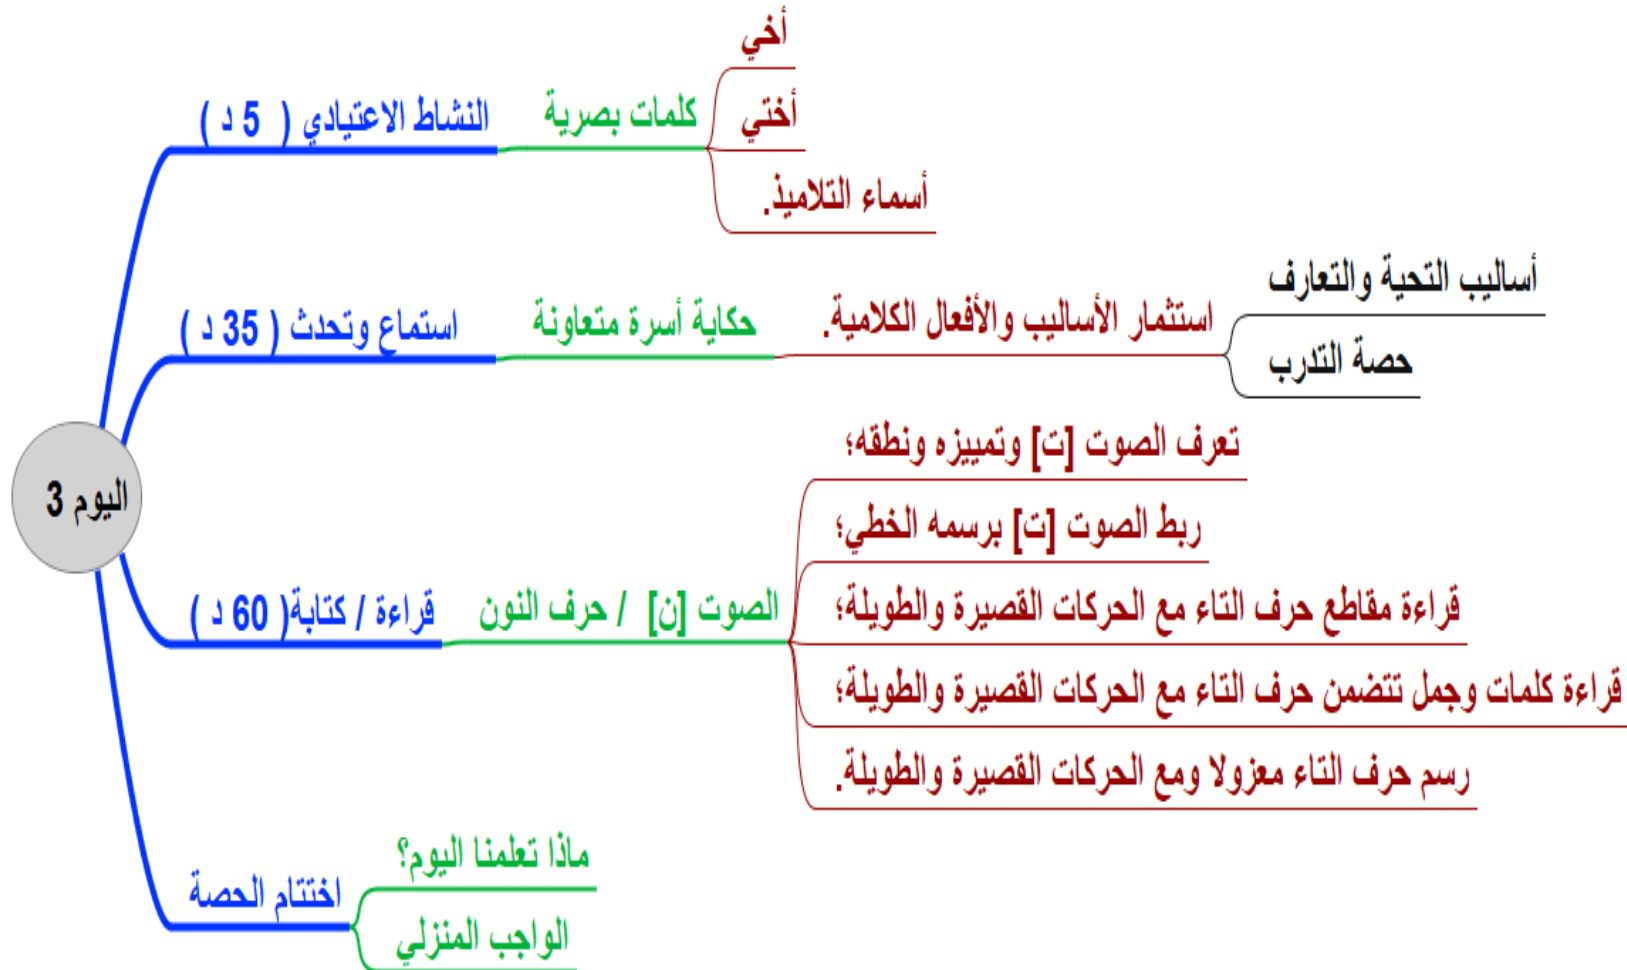 اليوم 3
النشاط الاعتيادي ( 5 د )
كلمات بصرية
أخي
أختي
أسماء التلاميذ.
استماع وتحدث ( 35 د )
حكاية أسرة متعاونة
استثمار الأساليب والأفعال الكلامية.
أساليب التحية والتعارف
حصة التدرب
قراءة / كتابة( 60 د )
الصوت [ن] / حرف النون
تعرف الصوت [ت] وتمييزه ونطقه؛
ربط الصوت [ت] برسمه الخطي؛
قراءة مقاطع حرف التاء مع الحركات القصيرة والطويلة؛
قراءة كلمات وجمل تتضمن حرف التاء مع الحركات القصيرة والطويلة؛
رسم حرف التاء معزولا ومع الحركات القصيرة والطويلة.
اختتام الحصة
ماذا تعلمنا اليوم؟
الواجب المنزلي